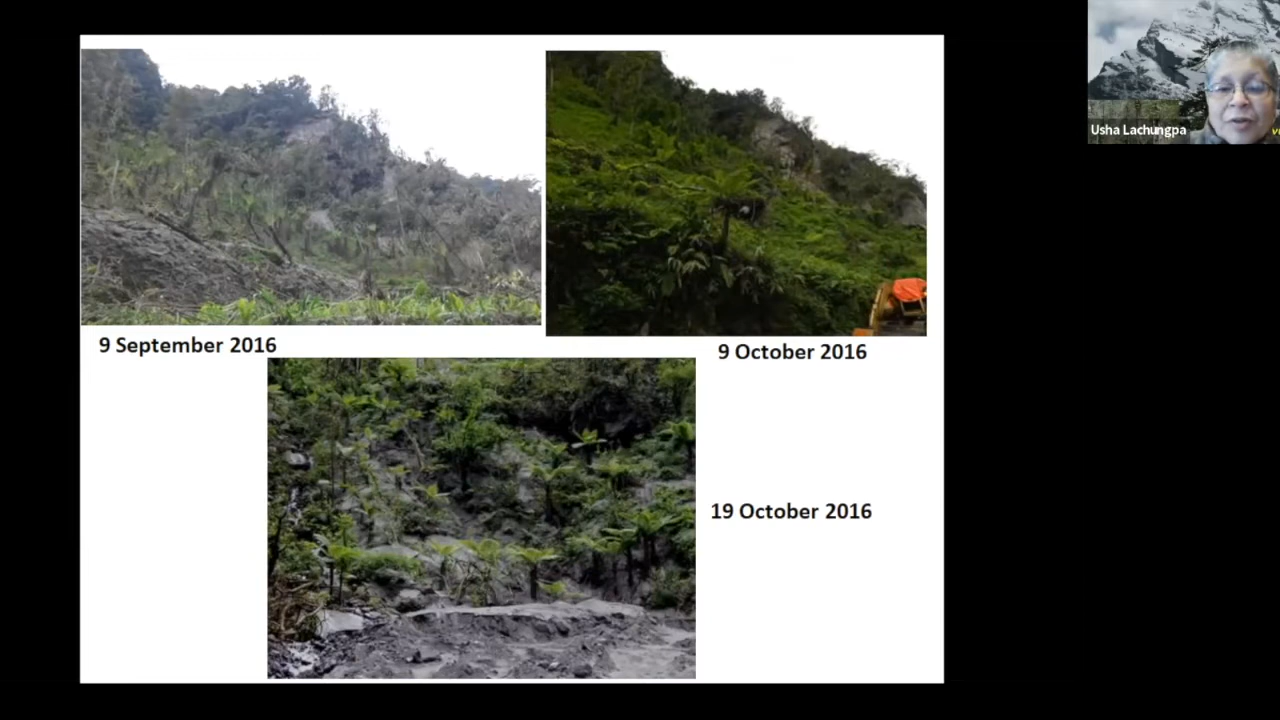 Usha Lachungpa
9 September 2016
9 October 2016
19 October 2016